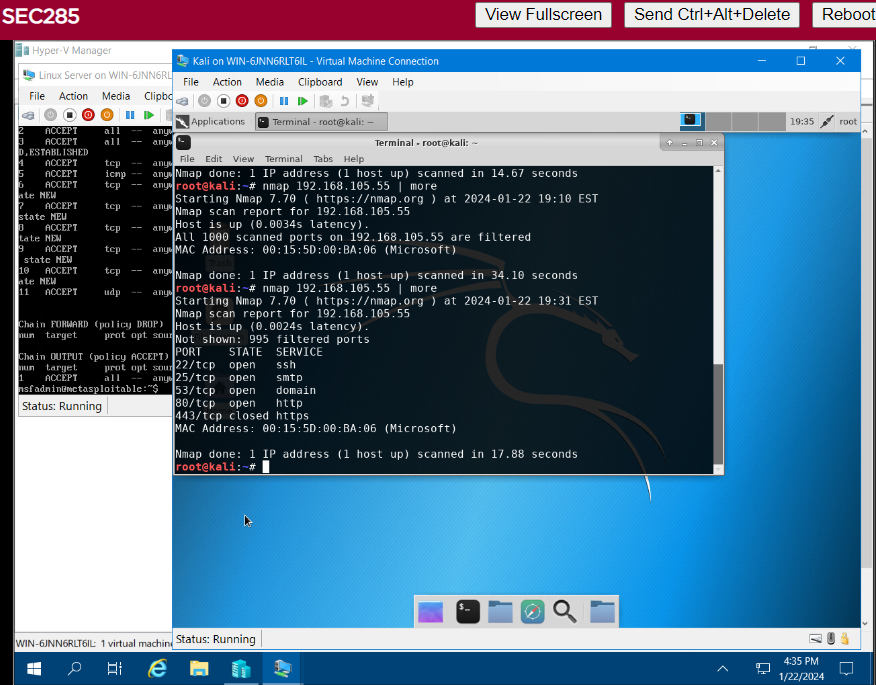 SEC285
View Fullscreen
Send Ctrl+Alt+Delete
Reboot
Hyper-V Manager
Linux Server on WIN-6JNN6RL
File Action Media Clipbo
2 ACCEPT all -- anyw
3 ACCEPT all -- anyw
D,ESTABLISHED
4 ACCEPT tcp -- anyw
5 ACCEPT icmp -- anyw
6 ACCEPT tcp -- anyw
ate NEW
7 ACCEPT tcp -- anyw
state NEW
8 ACCEPT tcp -- anyw
tate NEW
9 ACCEPT tcp -- anyw
state NEW
10 ACCEPT tcp -- anyw
ate NEW
11 ACCEPT udp -- anyw
Chain FORWARD (policy DROP)
num target prot opt sour
Chain OUTPUT (policy ACCEPT)
num target prot opt sour
1 ACCEPT all -- anyw
msfadmin@metasploitable:~$
Status: Running
WIN-6JNN6RLT6IL: 1 virtual machin
Kali on WIN-6JNN6RLT6IL - Virtual Machine Connection
File Action Media Clipboard View Help
Applications
Terminal - root@kali: ~
19:35
root
Terminal - root@kali: ~
File Edit View Terminal Tabs Help
Nmap done: 1 IP address (1 host up) scanned in 14.67 seconds
root@kali:~# nmap 192.168.105.55 | more
Starting Nmap 7.70 ( https://nmap.org ) at 2024-01-22 19:10 EST
Nmap scan report for 192.168.105.55
Host is up (0.0034s latency).
All 1000 scanned ports on 192.168.105.55 are filtered
MAC Address: 00:15:5D:00:BA:06 (Microsoft)
Nmap done: 1 IP address (1 host up) scanned in 34.10 seconds
root@kali:~# nmap 192.168.105.55 | more
Starting Nmap 7.70 ( https://nmap.org ) at 2024-01-22 19:31 EST
Nmap scan report for 192.168.105.55
Host is up (0.0024s latency).
Not shown: 995 filtered ports
PORT STATE SERVICE
22/tcp open ssh
25/tcp open smtp
53/tcp open domain
80/tcp open http
443/tcp closed https
MAC Address: 00:15:5D:00:BA:06 (Microsoft)
Nmap done: 1 IP address (1 host up) scanned in 17.88 seconds
root@kali:~#
Status: Running
4:35 PM
1/22/2024